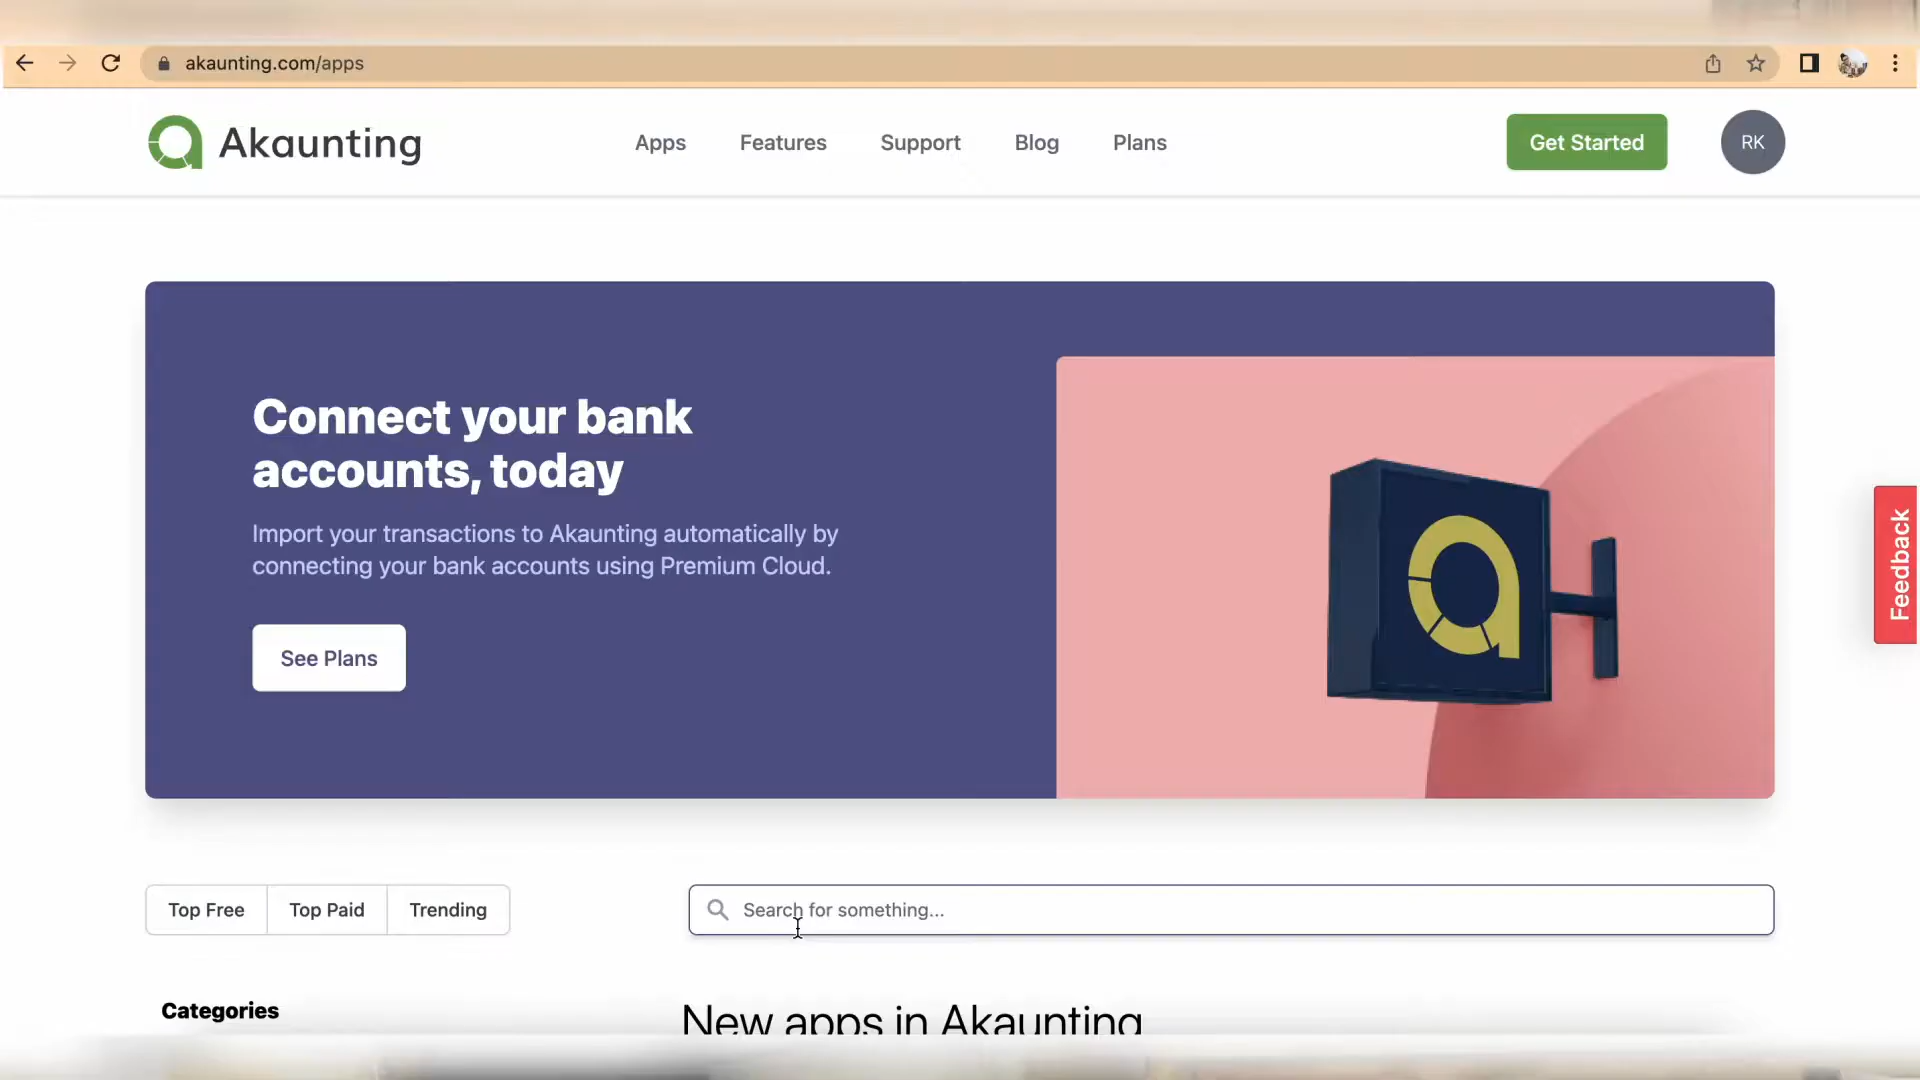 akaunting.com/apps
Akaunting
Apps
Features
Support
Blog
Plans
Get Started
RK
Connect your bank
accounts, today
Import your transactions to Akaunting automatically by
connecting your bank accounts using Premium Cloud.
See Plans
Feedback
Top Free
Top Paid
Trending
Search for something...
Categories
New apps in Akaunting